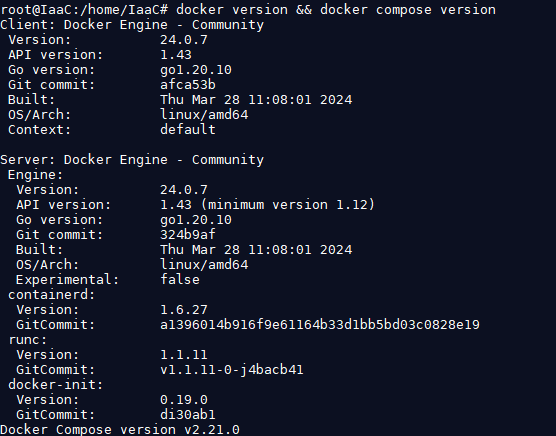 root@IaaC:/home/IaaC# docker version && docker compose version
Client: Docker Engine - Community
 Version:           24.0.7
 API version:       1.43
 Go version:        go1.20.10
 Git commit:        afca53b
 Built:             Thu Mar 28 11:08:01 2024
 OS/Arch:           linux/amd64
 Context:           default

Server: Docker Engine - Community
 Engine:
  Version:          24.0.7
  API version:      1.43 (minimum version 1.12)
  Go version:       go1.20.10
  Git commit:       324b9af
  Built:            Thu Mar 28 11:08:01 2024
  OS/Arch:          linux/amd64
  Experimental:     false
 containerd:
  Version:          1.6.27
  GitCommit:        a1396014b916f9e61164b33d1bb5bd03c0828e19
 runc:
  Version:          1.1.11
  GitCommit:        v1.1.11-0-j4bacb41
 docker-init:
  Version:          0.19.0
  GitCommit:        di30ab1
Docker Compose version v2.21.0